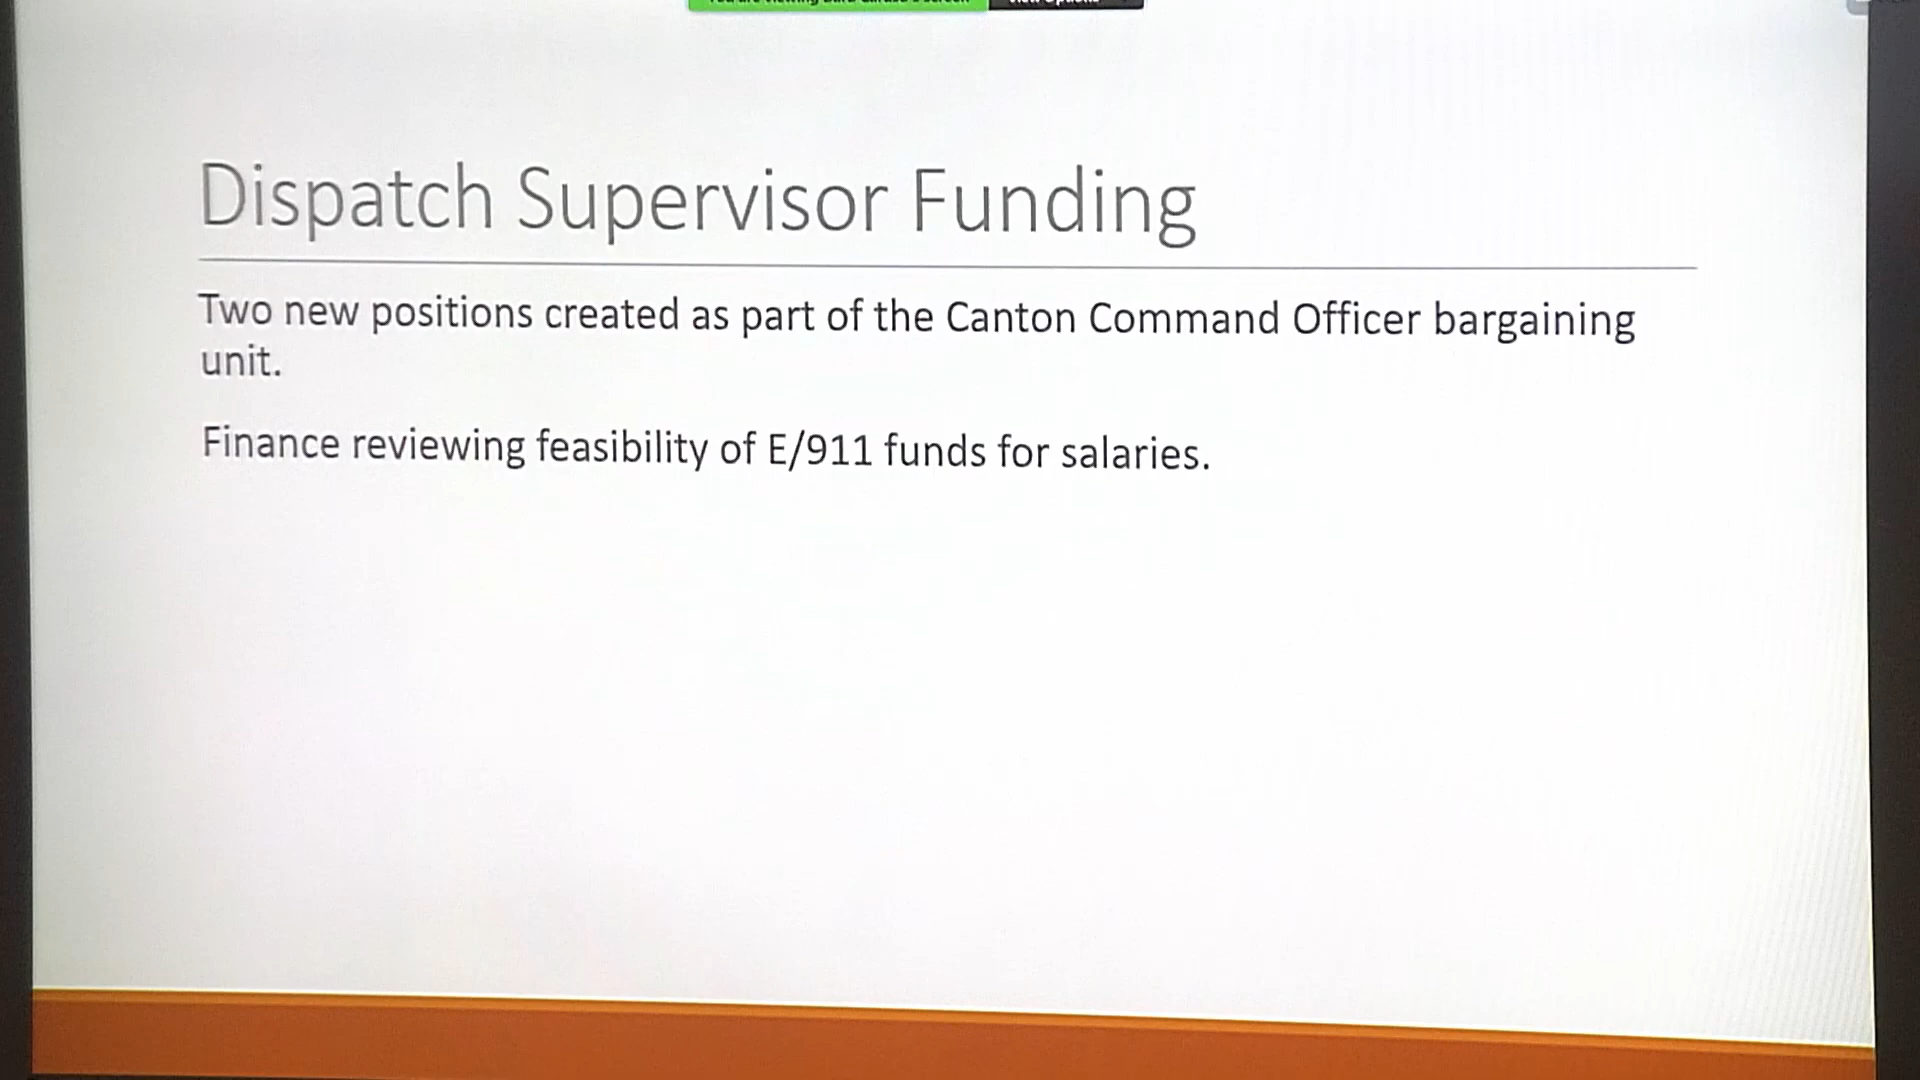 Dispatch Supervisor Funding
Two new positions created as part of the Canton Command Officer bargaining
unit.
Finance reviewing feasibility of E/911 funds for salaries.